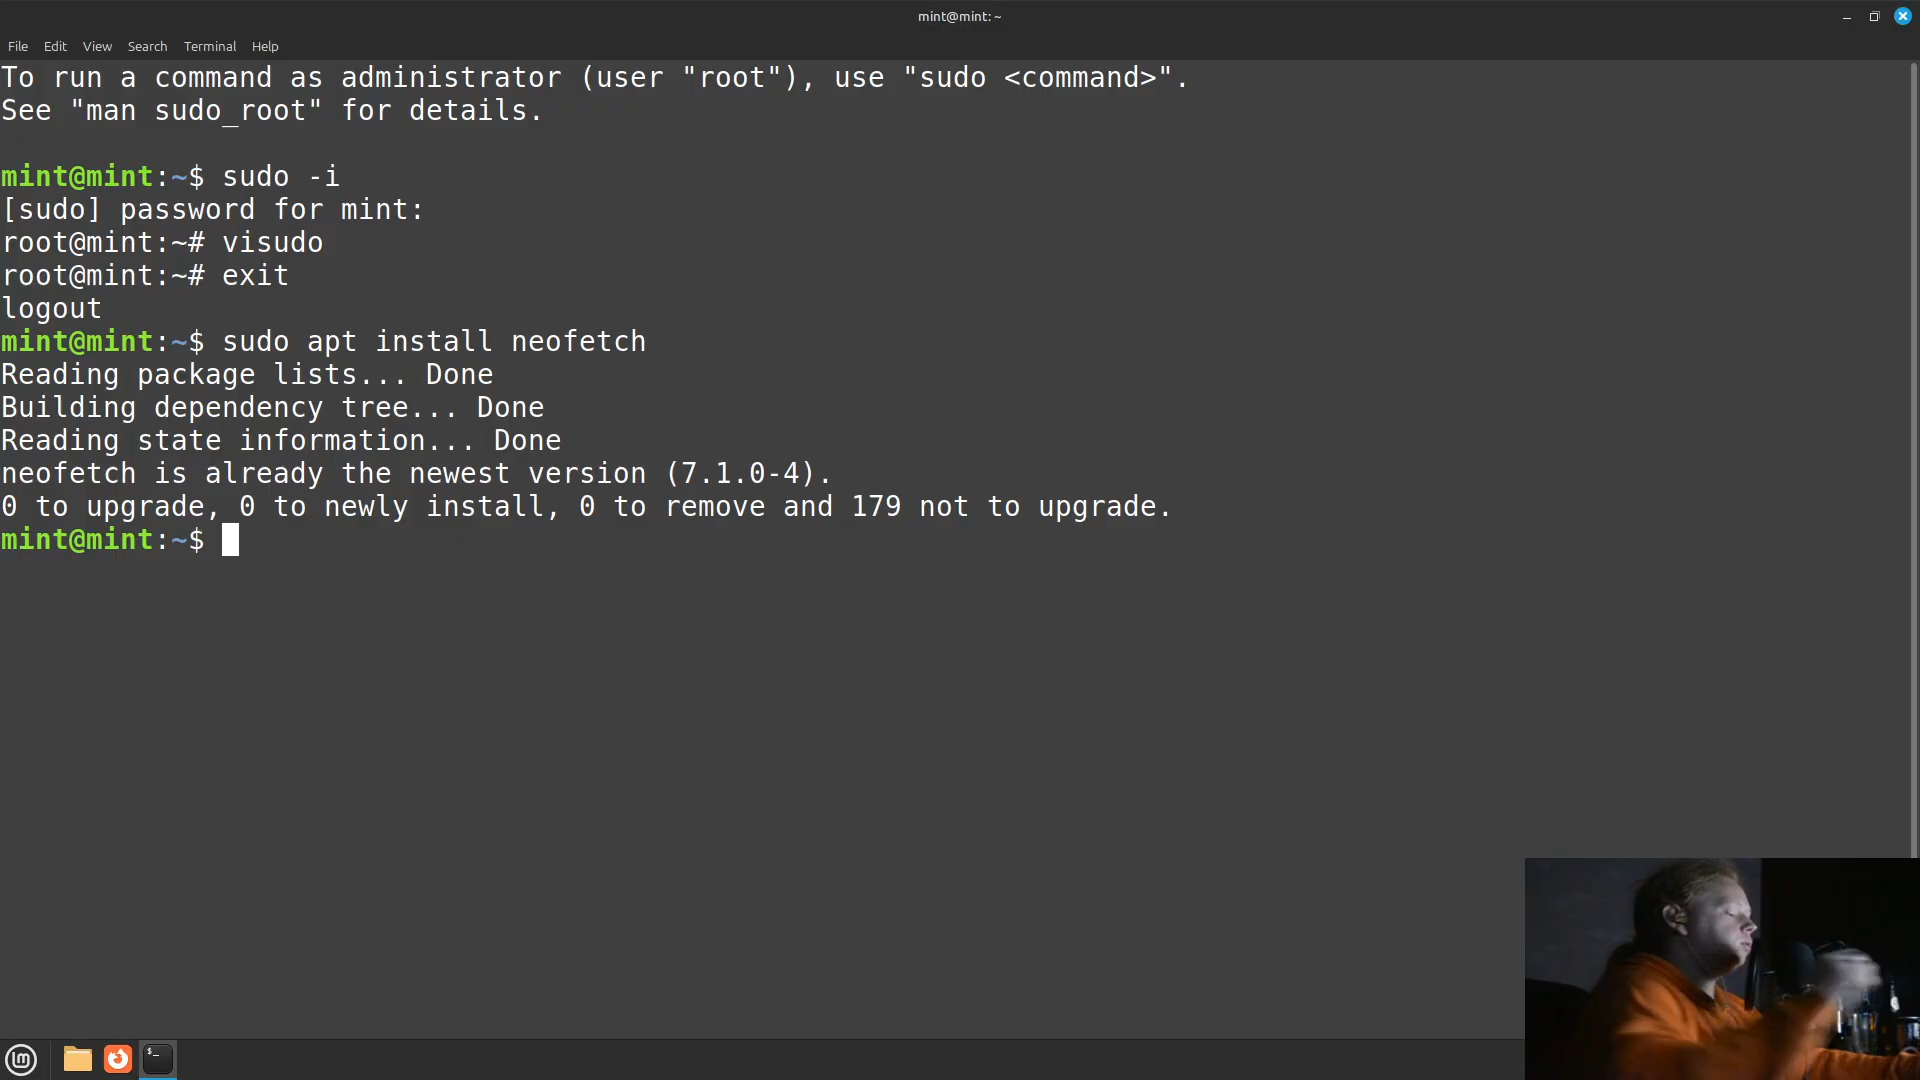 mint@mint: ~
File Edit View Search Terminal Help
To run a command as administrator (user "root"), use "sudo <command>".
See "man sudo_root" for details.
mint@mint:~$ sudo -i
[sudo] password for mint:
root@mint:~# visudo
root@mint:~# exit
logout
mint@mint:~$ sudo apt install neofetch
Reading package lists... Done
Building dependency tree... Done
Reading state information... Done
neofetch is already the newest version (7.1.0-4).
0 to upgrade, 0 to newly install, 0 to remove and 179 not to upgrade.
mint@mint:~$